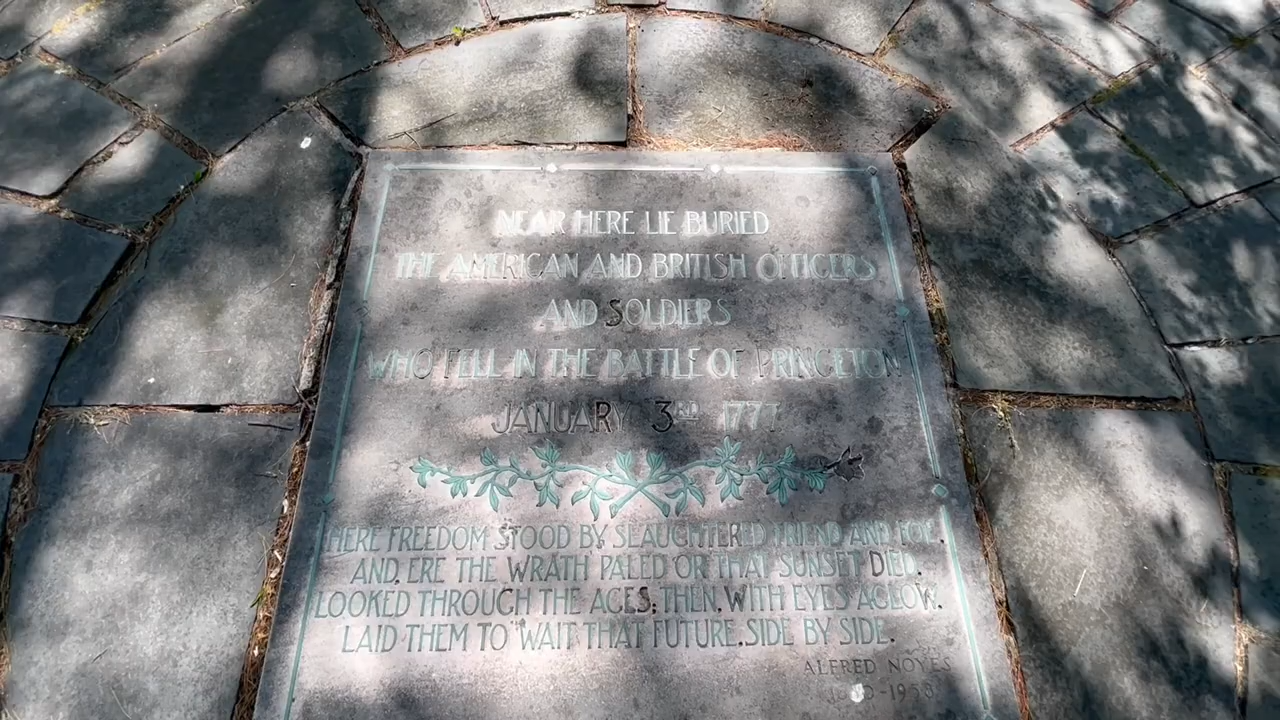 NEAR HERE LIE BURIED
THE AMERICAN AND BRITISH OFFICERS
AND SOLDIERS
WHO FELL IN THE BATTLE OF PRINCETON
JANUARY 3RD 1777
HERE FREEDOM STOOD BY SLAUGHTERED FRIEND AND FOE,
AND, ERE THE WRATH PALED OR THAT SUNSET DIED,
LOOKED THROUGH THE AGES; THEN, WITH EYES AGLOW,
LAID THEM TO WAIT THAT FUTURE, SIDE BY SIDE.
ALFRED NOYES
-1958